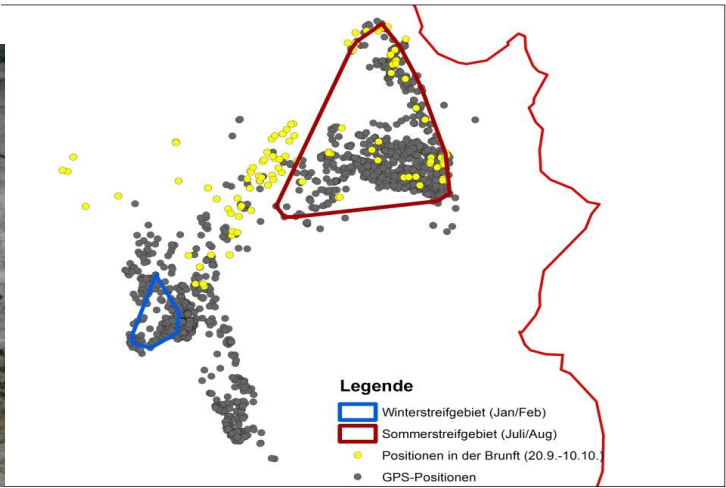 Legende
Winterstreifgebiet (Jan/Feb)
Sommerstreifgebiet (Juli/Aug)
Positionen in der Brunft (20.9.-10.10.)
GPS-Positionen